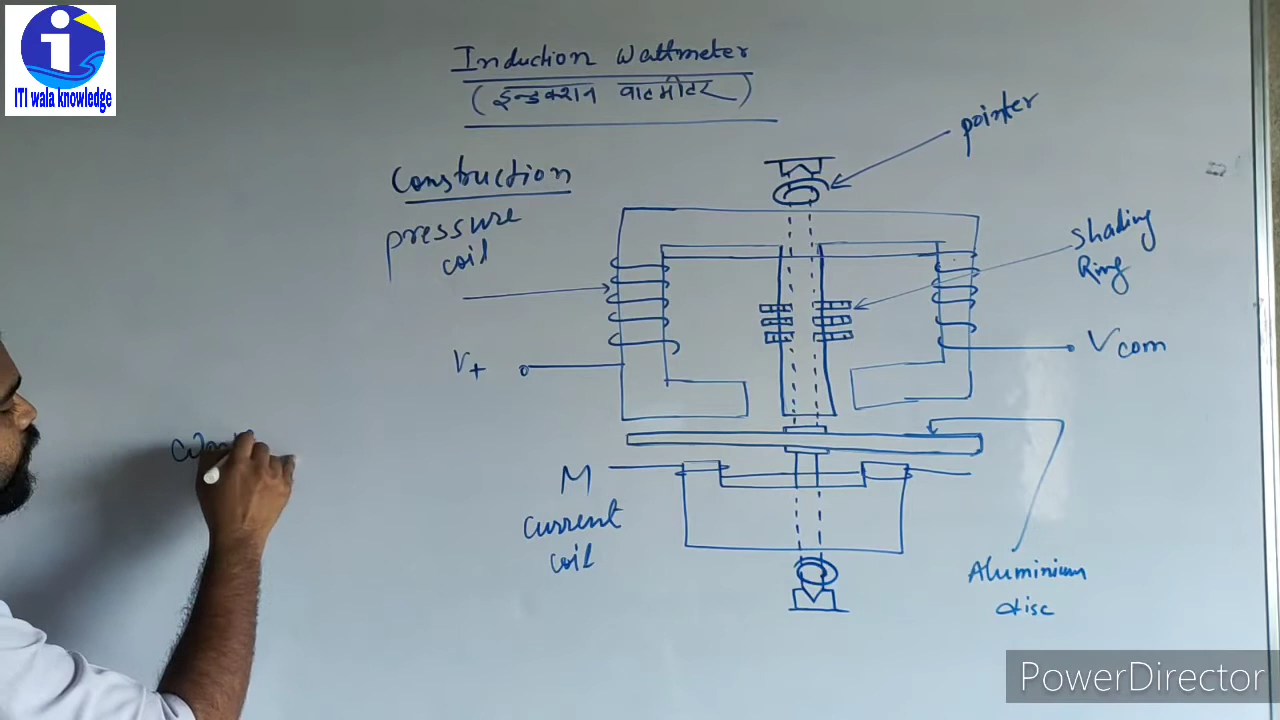 i
ITI wala knowledge
Induction Wattmeter
(इन्डक्शन वाटमीटर)
Construction
pressure
coil
pointer
Shading
Ring
V+
Vcom
M
current
coil
Aluminium
disc
PowerDirector